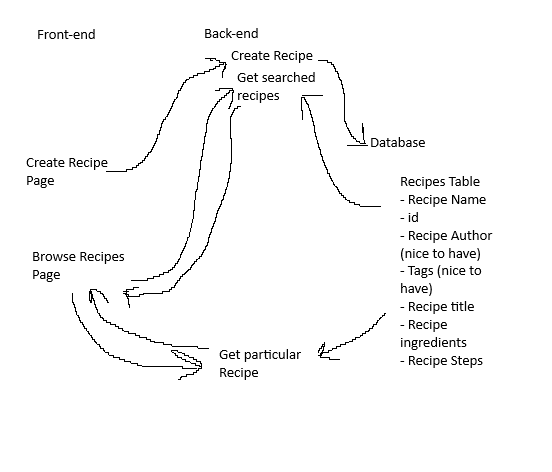 Front-end
Back-end
Create Recipe
Get searched
recipes
Database
Create Recipe
Page
Recipes Table
- Recipe Name
- id
- Recipe Author
(nice to have)
- Tags (nice to
have)
- Recipe title
- Recipe
ingredients
- Recipe Steps
Browse Recipes
Page
Get particular
Recipe